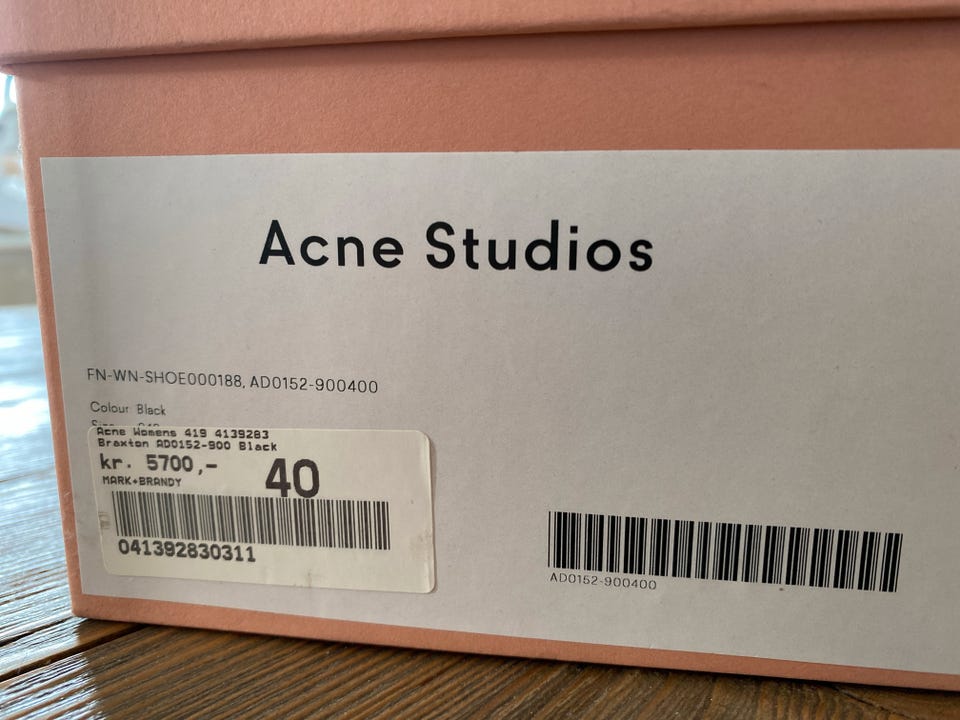 Acne Studios
FN-WN-SHOE000188, AD0152-900400
Colour Black
Acne Womens 419 4139283
Braxton AD0152-900 Black
kr. 5700,- 40
MARK+BRANDY
041392830311
AD0152-900400